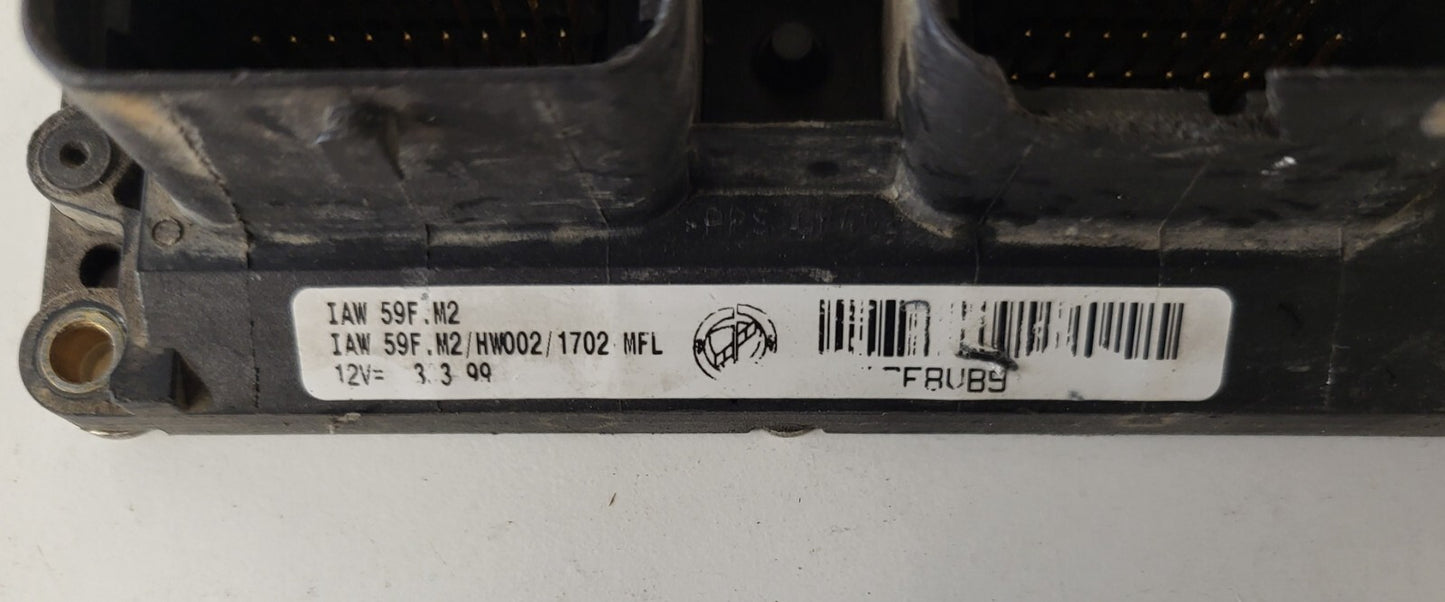 IAW 59F.M2
IAW 59F.M2/HW002/1702 MFL
12V= 3.3 99